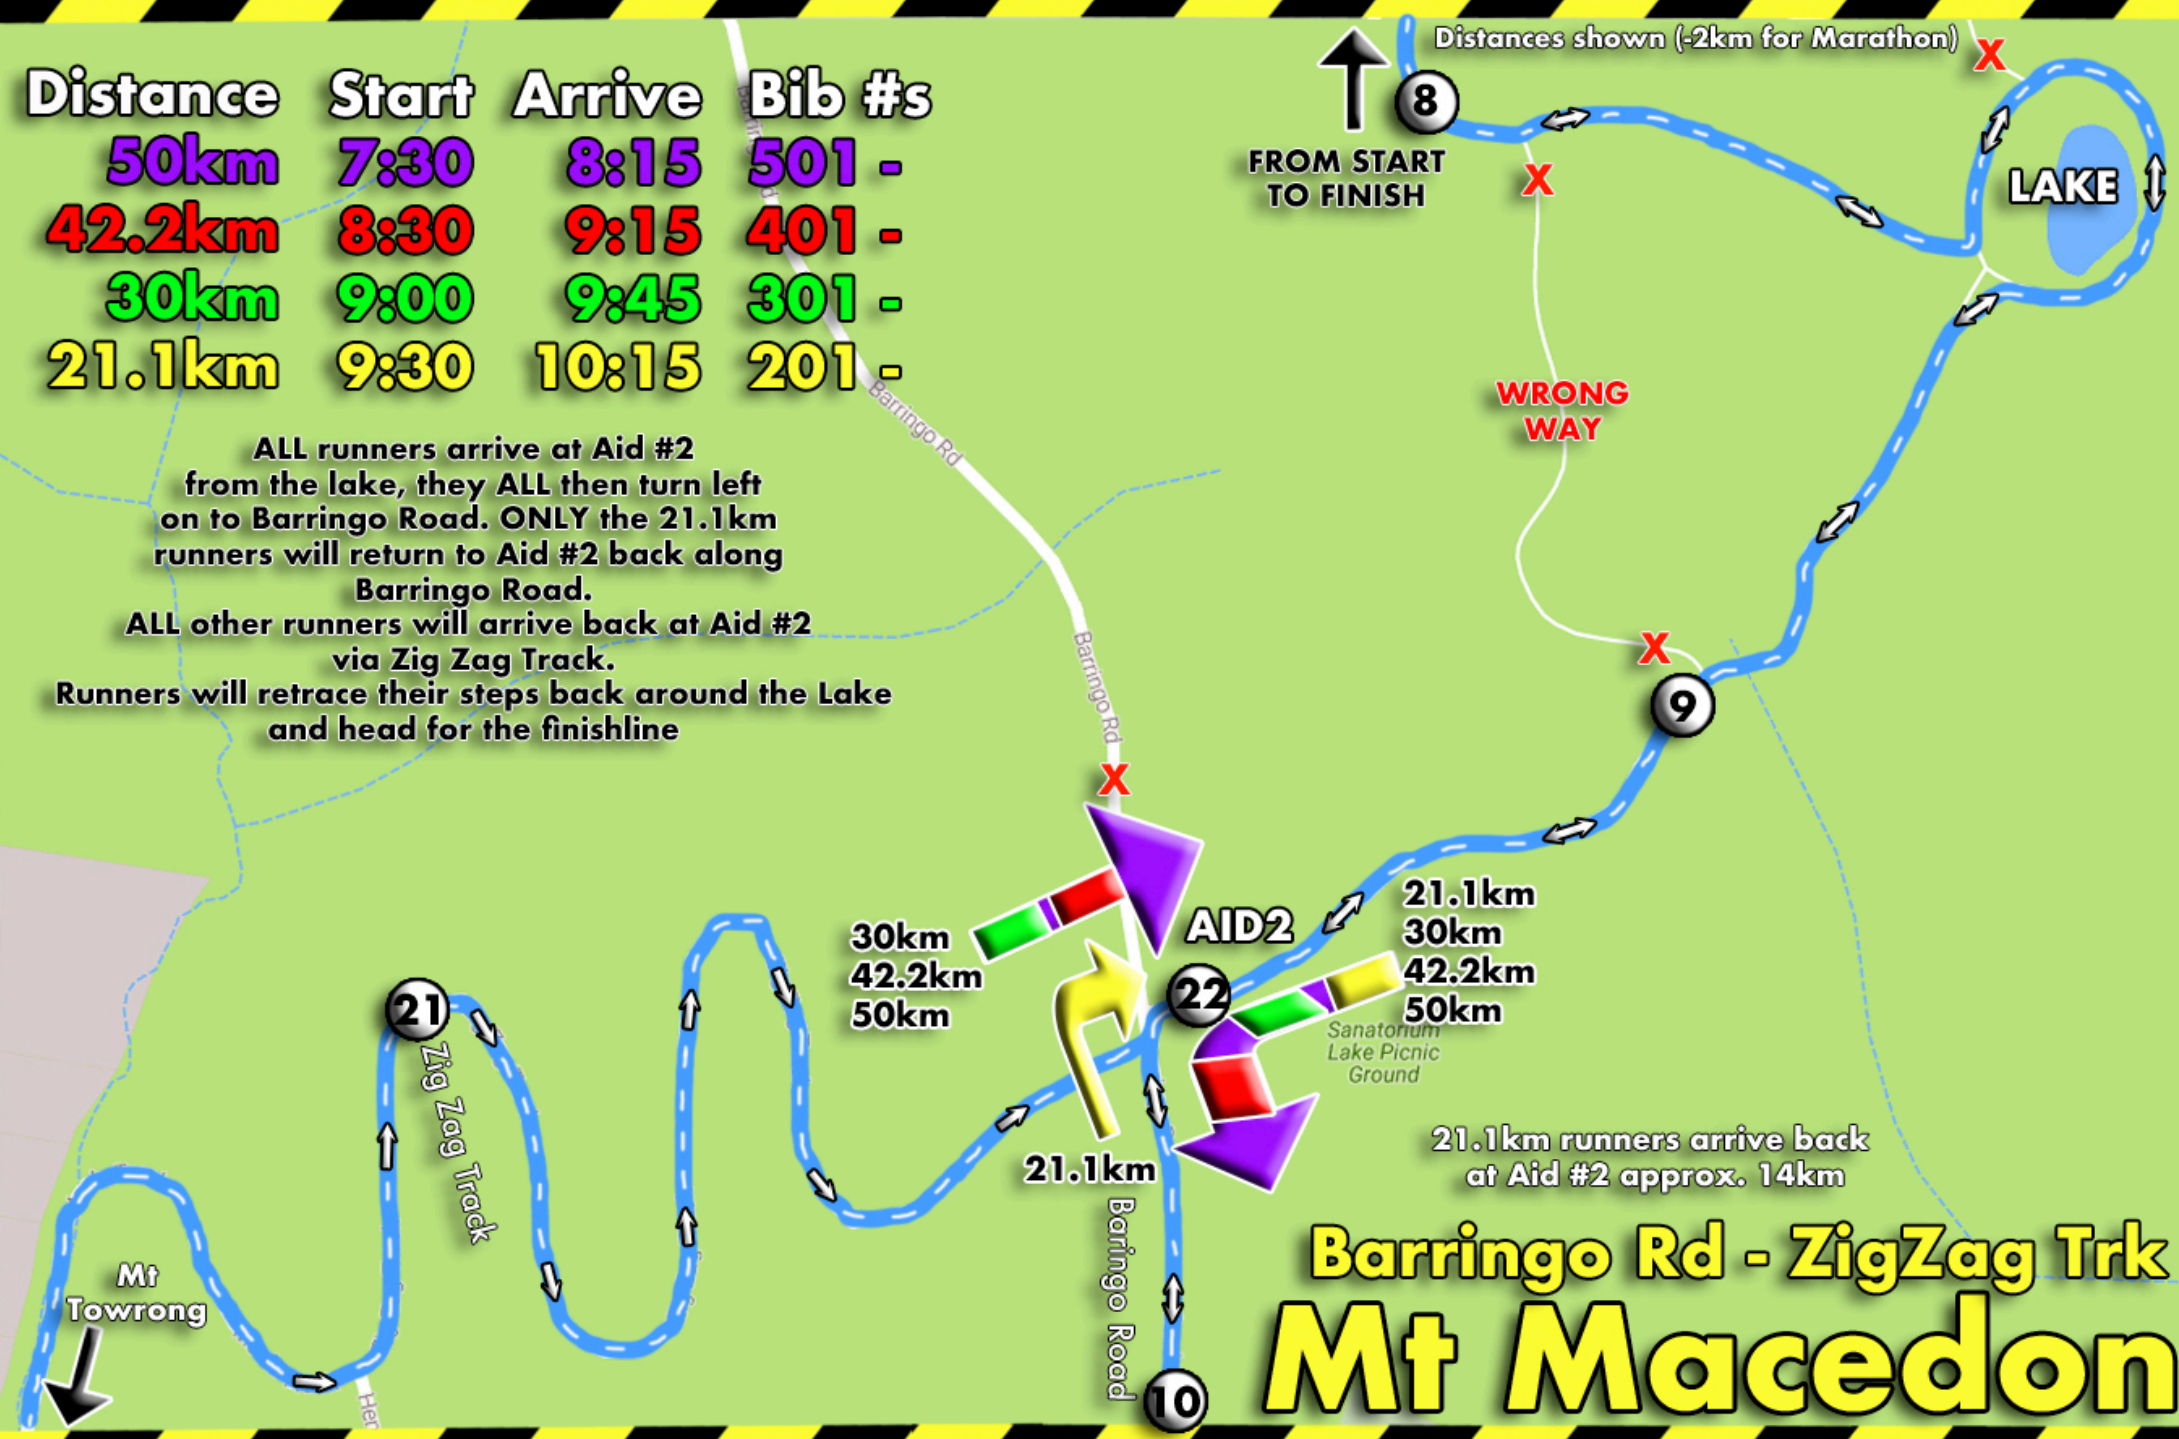 Distances shown (-2km for Marathon)
Distance Start Arrive Bib #s
50km 7:30 8:15 501 -
42.2km 8:30 9:15 401 -
30km 9:00 9:45 301 -
21.1km 9:30 10:15 201 -
8
FROM START
TO FINISH
X
X
LAKE
WRONG
WAY
X
9
Barringo Rd
ALL runners arrive at Aid #2
from the lake, they ALL then turn left
on to Barringo Road. ONLY the 21.1km
runners will return to Aid #2 back along
Barringo Road.
ALL other runners will arrive back at Aid #2
via Zig Zag Track.
Runners will retrace their steps back around the Lake
and head for the finishline
Barringo Rd
X
AID2
22
30km
42.2km
50km
21.1km
30km
42.2km
50km
Sanatorium
Lake Picnic
Ground
21
Zig Zag Track
21.1km
Baringo Road
10
21.1km runners arrive back
at Aid #2 approx. 14km
Mt
Towrong
Her
Barringo Rd - ZigZag Trk
Mt Macedon